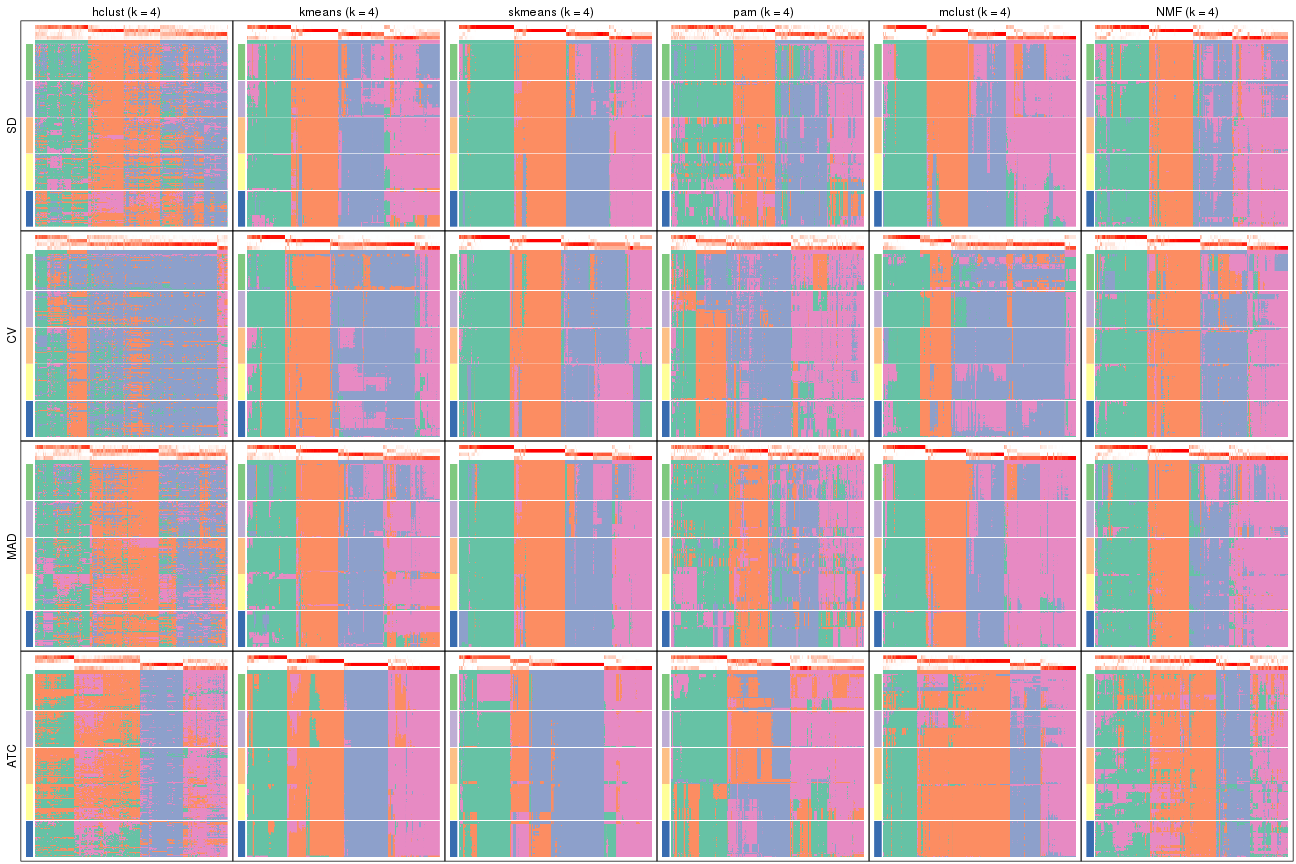 hclust (k = 4) kmeans (k = 4) skmeans (k = 4) pam (k = 4) mclust (k = 4) NMF (k = 4)
SD
CV
MAD
ATC